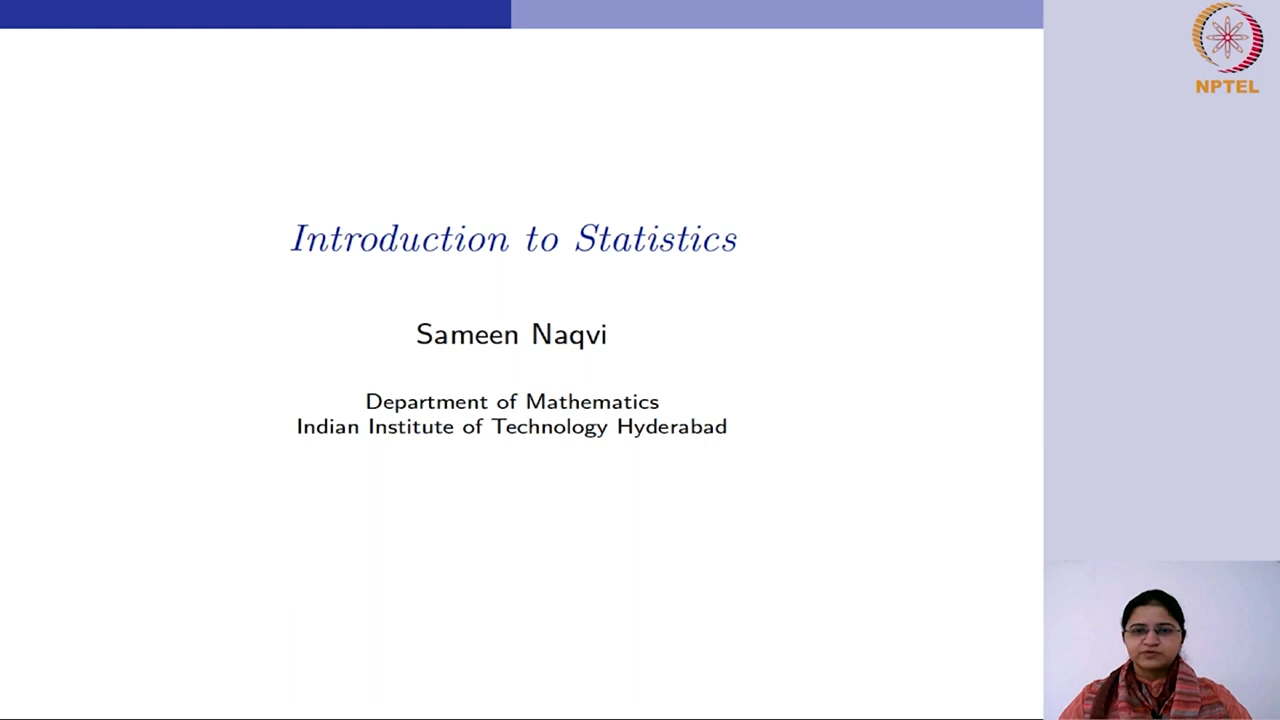 NPTEL
Introduction to Statistics
Sameen Naqvi
Department of Mathematics
Indian Institute of Technology Hyderabad